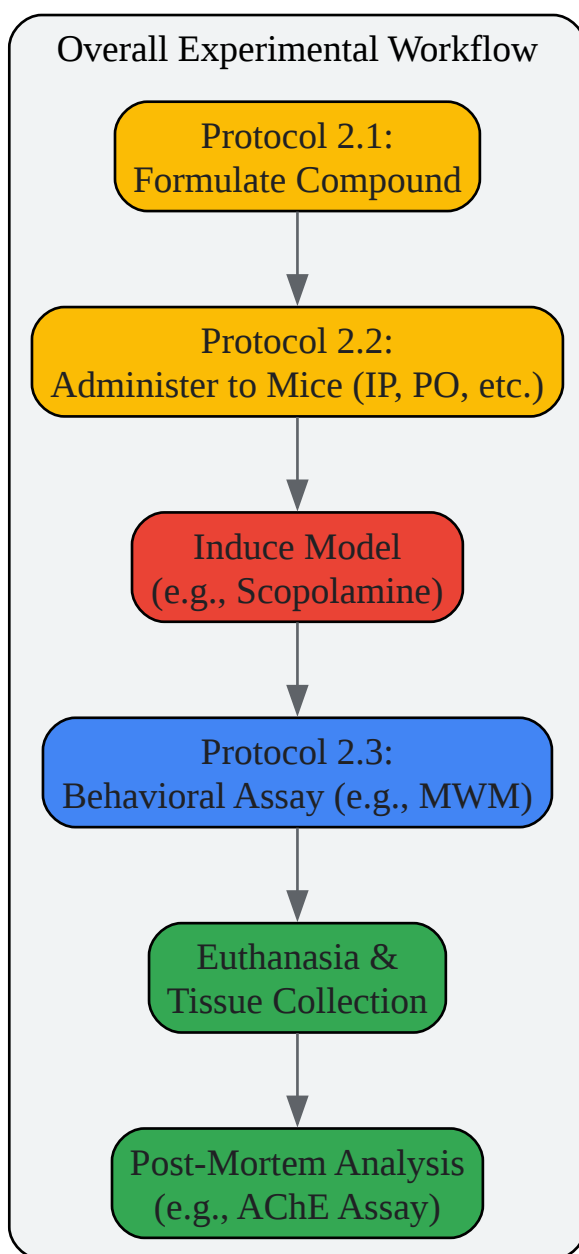 Overall Experimental Workflow
Protocol 2.1:
Formulate Compound
Protocol 2.2:
Administer to Mice (IP, PO, etc.)
Induce Model
(e.g., Scopolamine)
Protocol 2.3:
Behavioral Assay (e.g., MWM)
Euthanasia &
Tissue Collection
Post-Mortem Analysis
(e.g., AChE Assay)